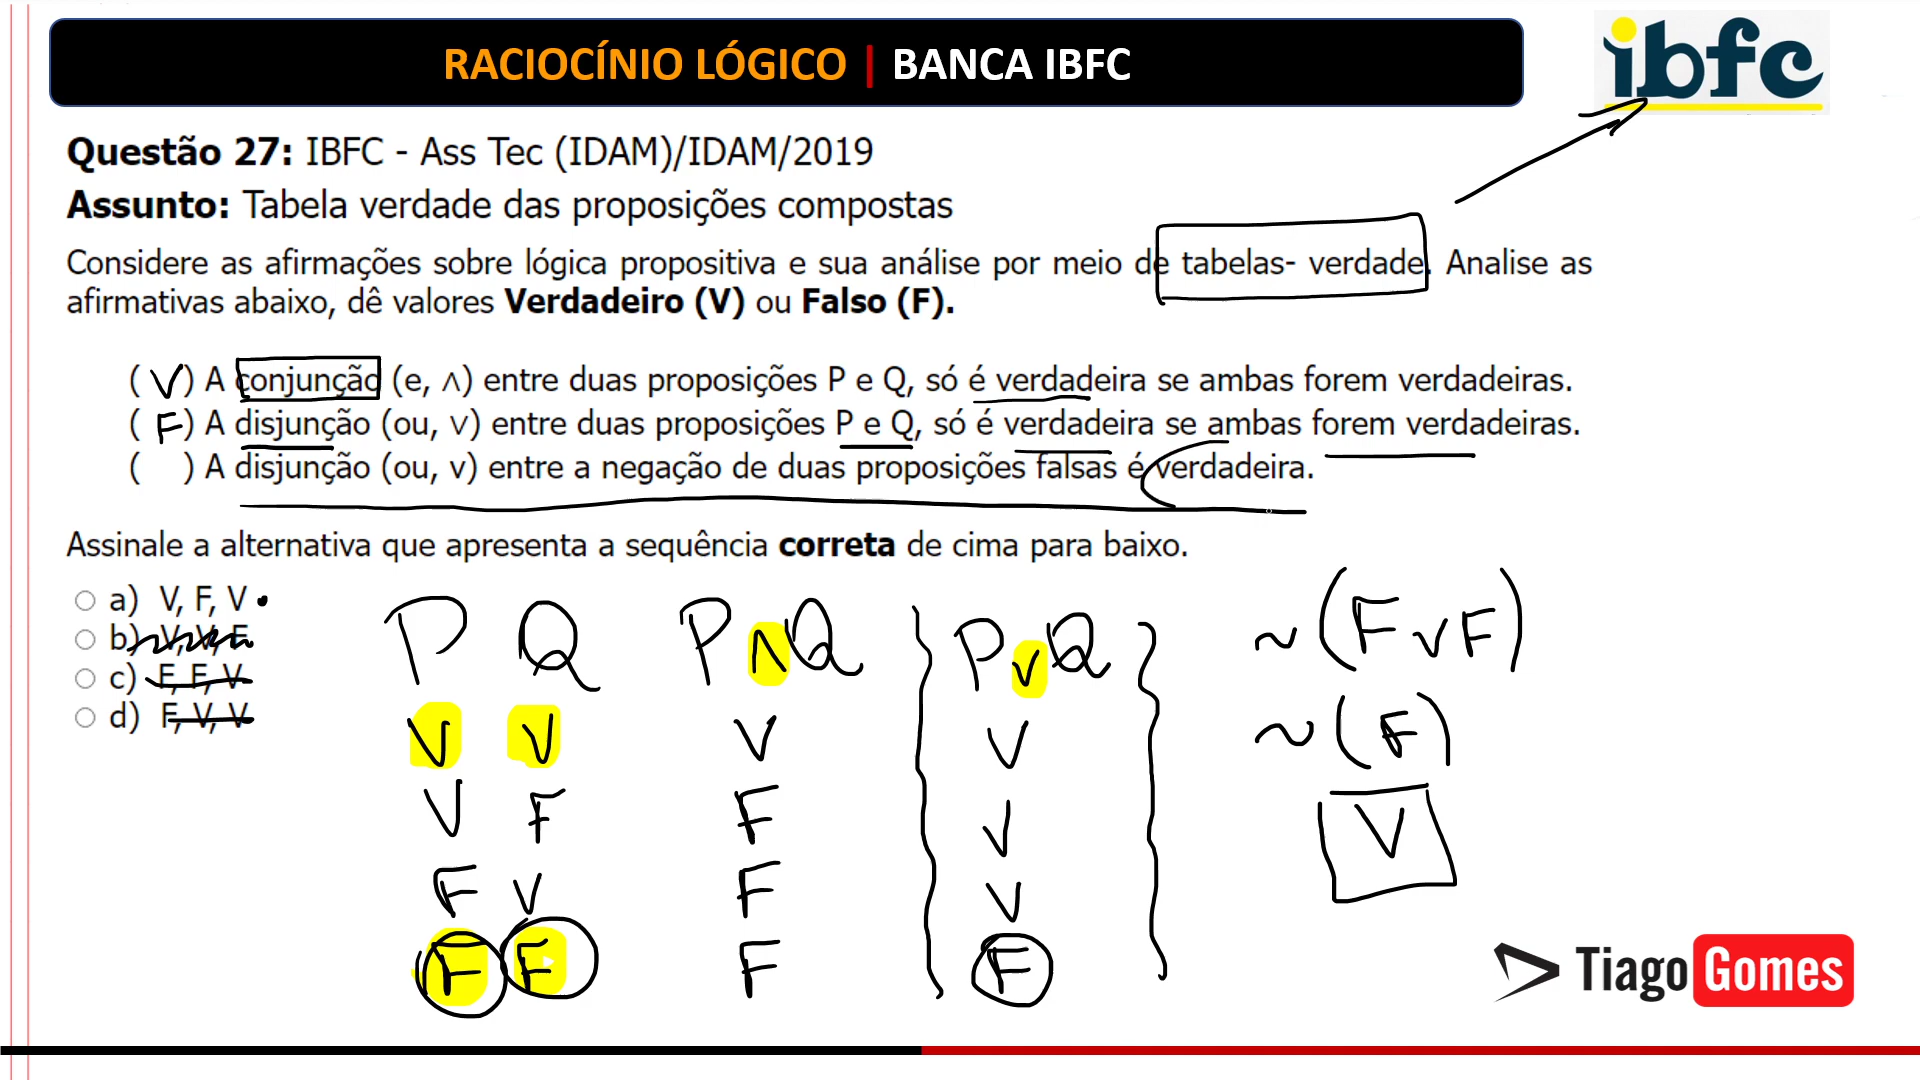 RACIOCÍNIO LÓGICO | BANCA IBFC
ibfc
Questão 27: IBFC - Ass Tec (IDAM)/IDAM/2019
Assunto: Tabela verdade das proposições compostas
Considere as afirmações sobre lógica propositiva e sua análise por meio de tabelas- verdade. Analise as
afirmativas abaixo, dê valores Verdadeiro (V) ou Falso (F).
( V ) A conjunção (e, ∧) entre duas proposições P e Q, só é verdadeira se ambas forem verdadeiras.
( F ) A disjunção (ou, ∨) entre duas proposições P e Q, só é verdadeira se ambas forem verdadeiras.
( ) A disjunção (ou, v) entre a negação de duas proposições falsas é verdadeira.
Assinale a alternativa que apresenta a sequência correta de cima para baixo.
a) V, F, V
b) V, V, F
c) F, F, V
d) F, V, V
P Q P ∧ Q P ∨ Q ~(F ∨ F)
V V V V ~(F)
V F F V V
F V F V
F F F F
Tiago Gomes